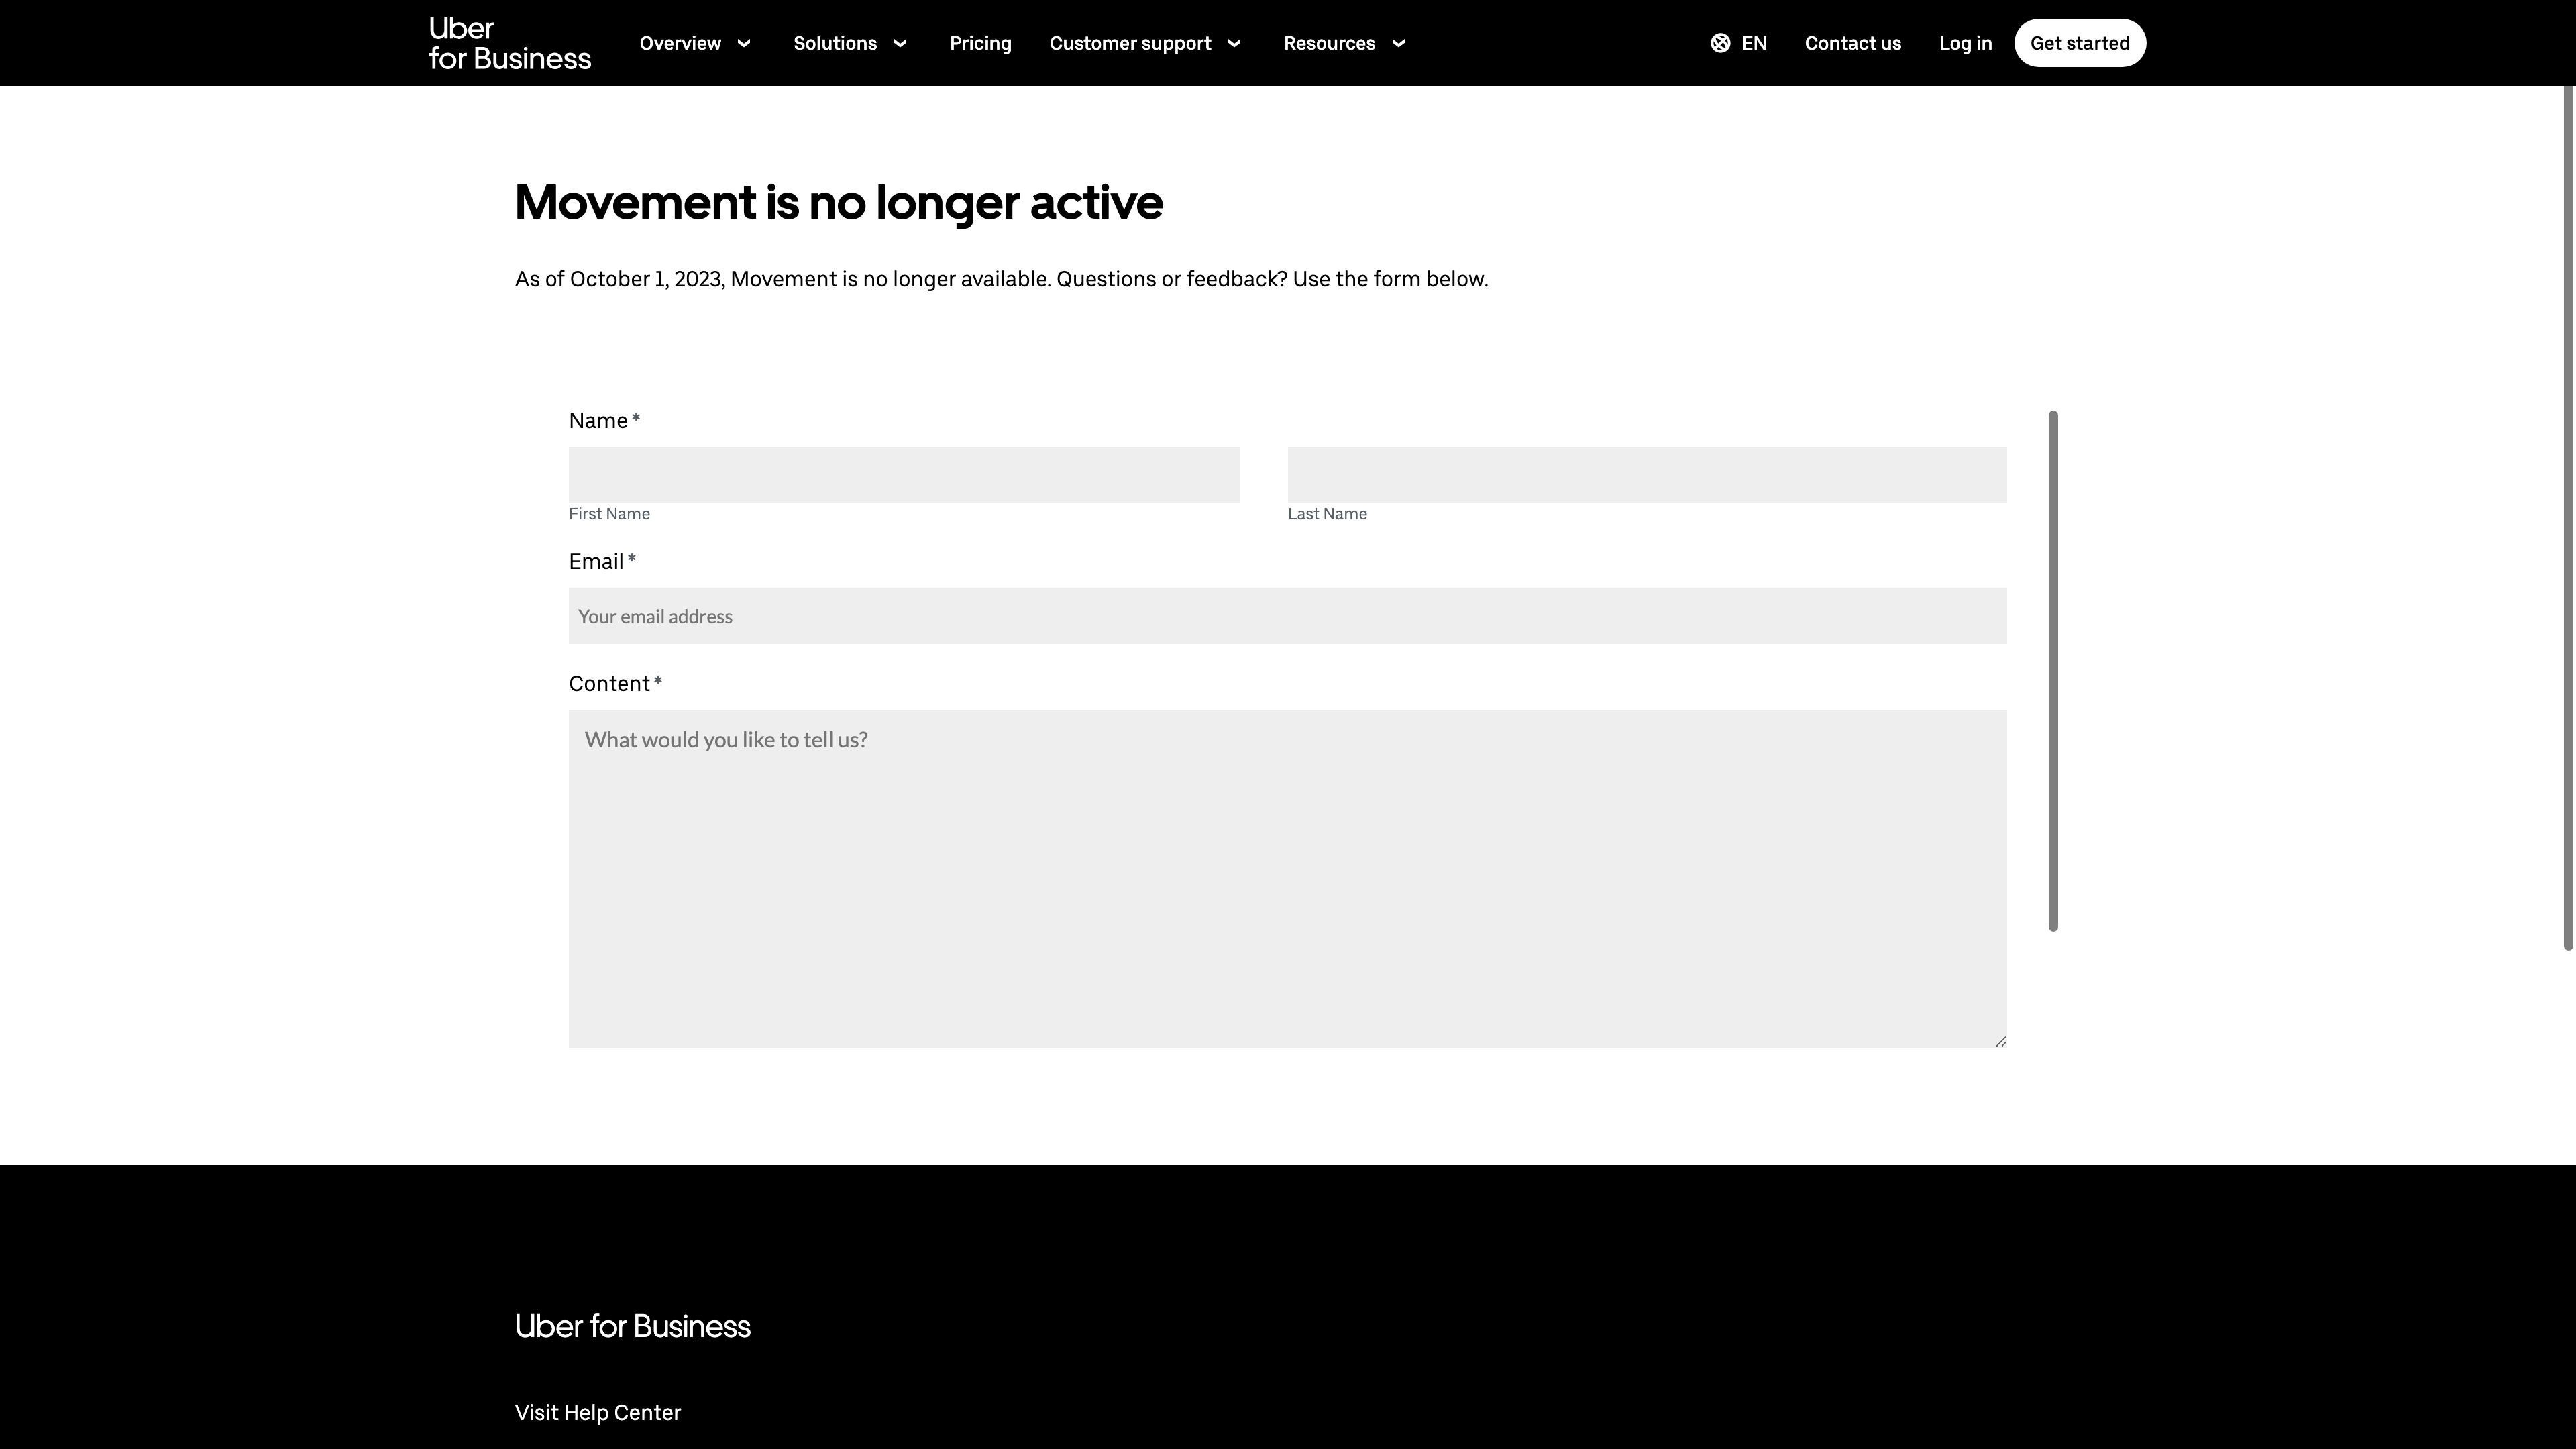 Uber
for Business
Overview
Solutions
Pricing
Customer support
Resources
EN
Contact us
Log in
Get started
Movement is no longer active
As of October 1, 2023, Movement is no longer available. Questions or feedback? Use the form below.
Name *
First Name
Last Name
Email *
Your email address
Content *
What would you like to tell us?
Uber for Business
Visit Help Center